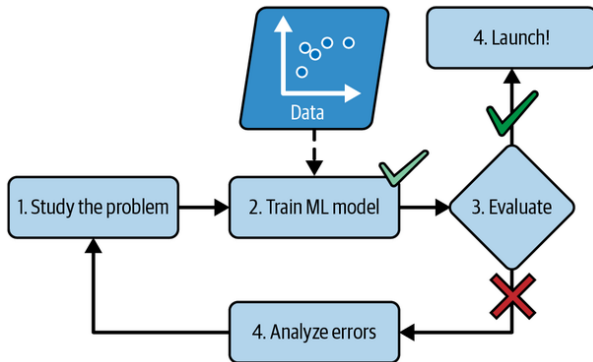 4. Launch!
Data
1. Study the problem
2. Train ML model
3. Evaluate
4. Analyze errors